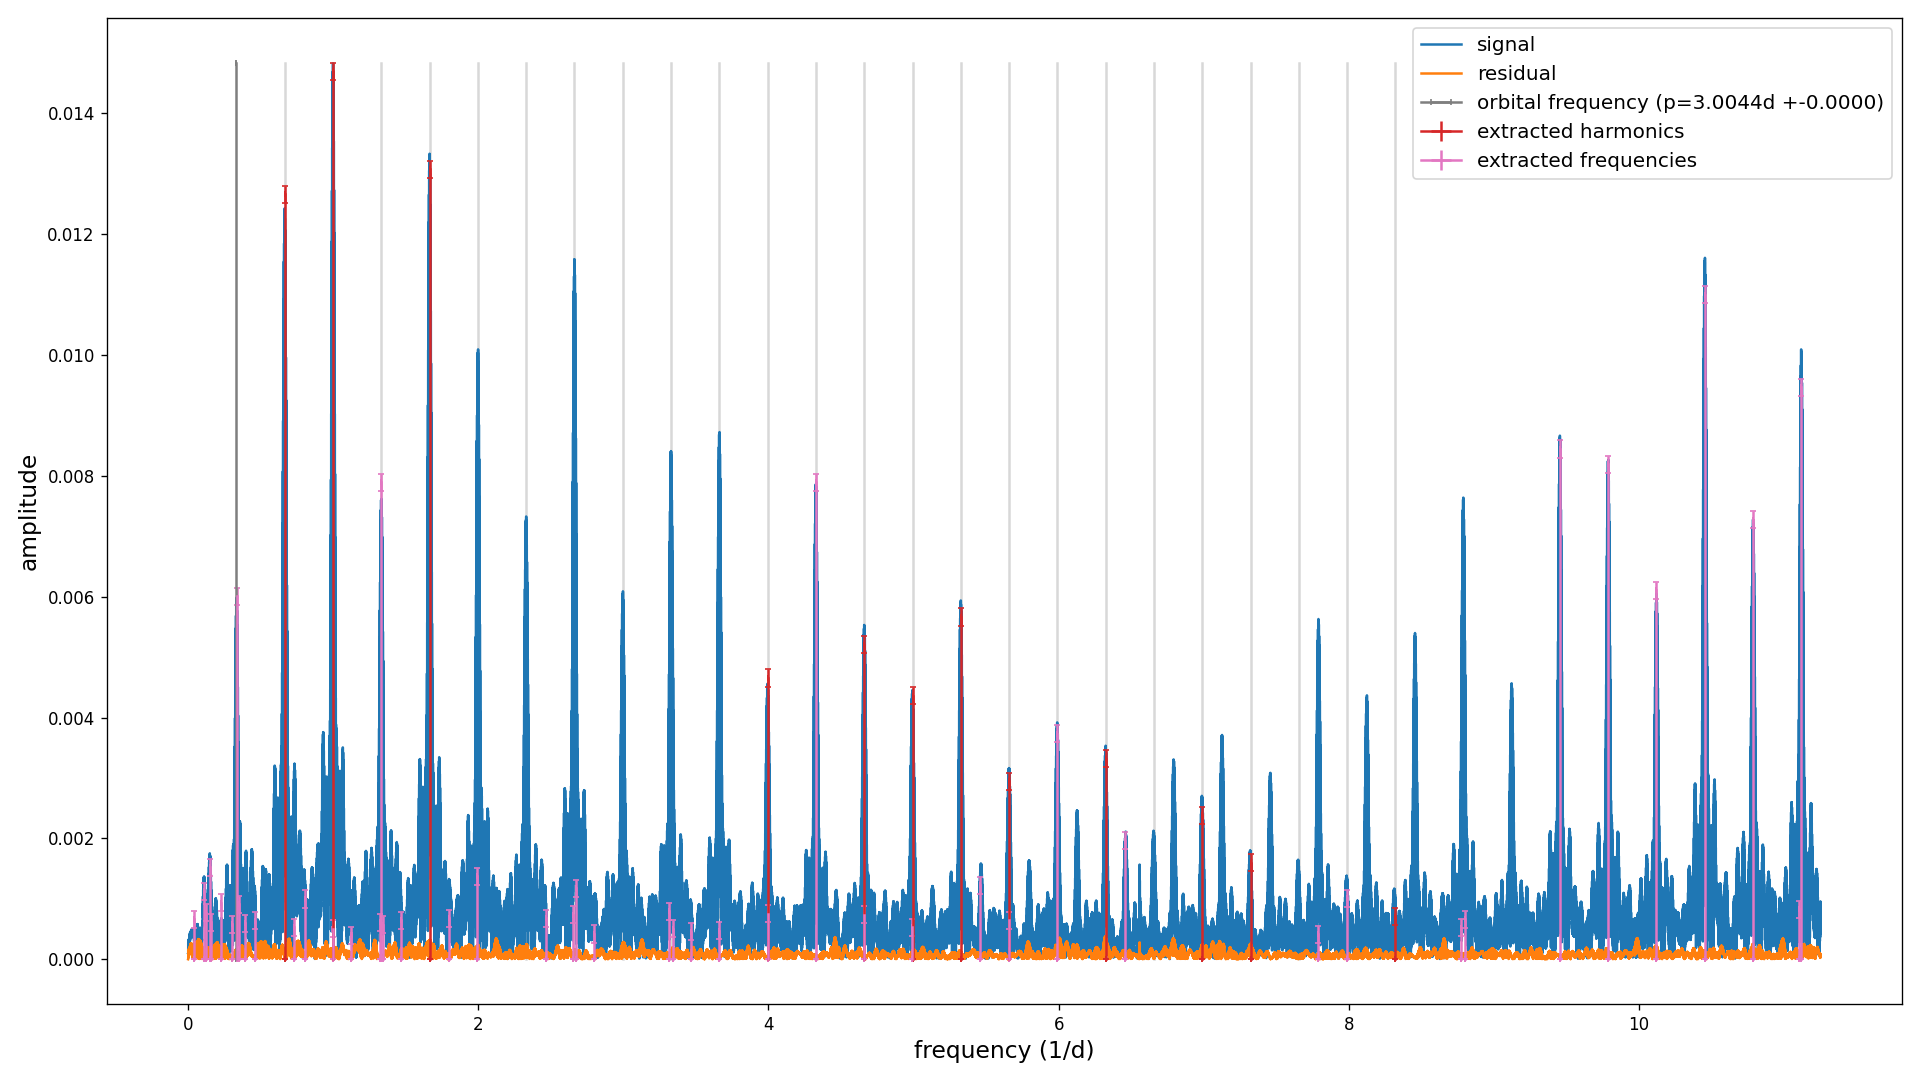 signal
residual
orbital frequency (p=3.0044d +-0.0000)
extracted harmonics
extracted frequencies
amplitude
0.014
0.012
0.010
0.008
0.006
0.004
0.002
0.000
0 2 4 6 8 10
frequency (1/d)